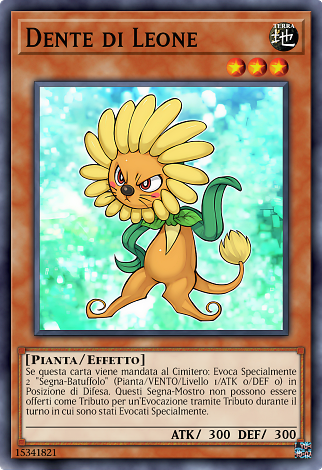 Dente di Leone
TERRA
地
[Pianta/Effetto]
Se questa carta viene mandata al Cimitero: Evoca Specialmente
2 "Segna-Batuffolo" (Pianta/VENTO/Livello 1/ATK 0/DEF 0) in
Posizione di Difesa. Questi Segna-Mostro non possono essere
offerti come Tributo per un'Evocazione tramite Tributo durante il
turno in cui sono stati Evocati Specialmente.
ATK/ 300 DEF/ 300
15341821